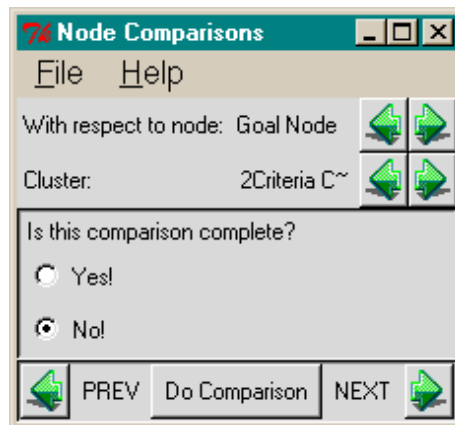 Node Comparisons
File Help
With respect to node: Goal Node
Cluster: 2Criteria C~
Is this comparison complete?
Yes!
No!
PREV Do Comparison NEXT